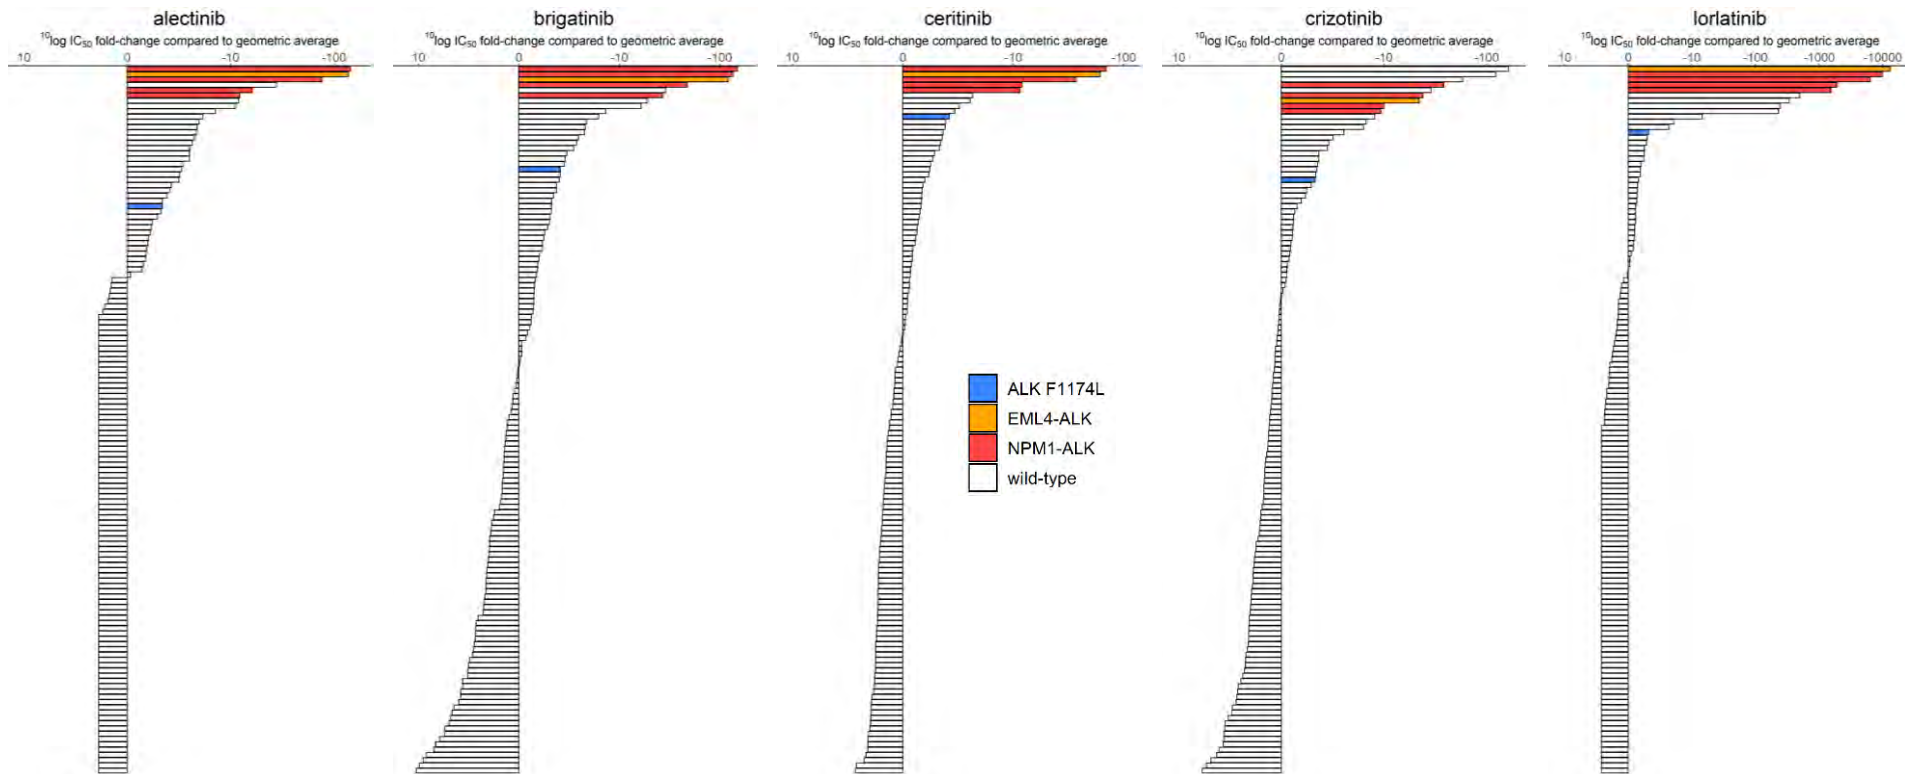 alectinib
¹⁰log IC₅₀ fold-change compared to geometric average
10 0 -10 -100
brigatinib
¹⁰log IC₅₀ fold-change compared to geometric average
10 0 -10 -100
ceritinib
¹⁰log IC₅₀ fold-change compared to geometric average
10 0 -10 -100
crizotinib
¹⁰log IC₅₀ fold-change compared to geometric average
10 0 -10 -100
lorlatinib
¹⁰log IC₅₀ fold-change compared to geometric average
10 0 -10 -100 -1000 -10000
ALK F1174L
EML4-ALK
NPM1-ALK
wild-type